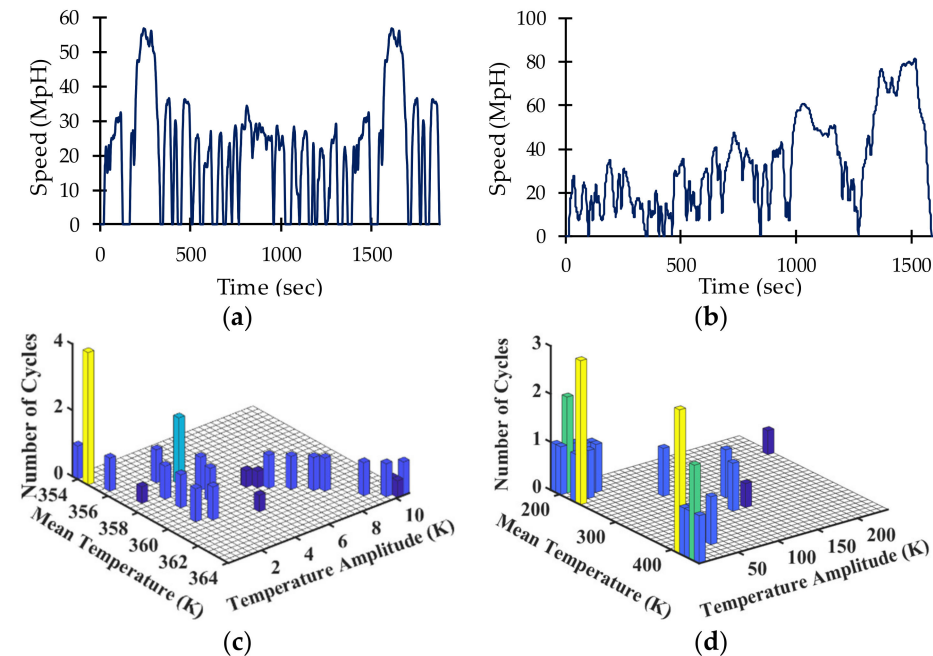 60
50
40
30
20
10
0
Speed (MpH)
0 500 1000 1500
Time (sec)
(a)
100
80
60
40
20
0
Speed (MpH)
0 500 1000 1500
Time (sec)
(b)
4
2
0
Number of Cycles
354
356
358
360
362
364
Mean Temperature (K)
2
4
6
8
10
Temperature Amplitude (K)
(c)
3
2
1
0
Number of Cycles
200
300
400
Mean Temperature (K)
50
100
150
200
Temperature Amplitude (K)
(d)